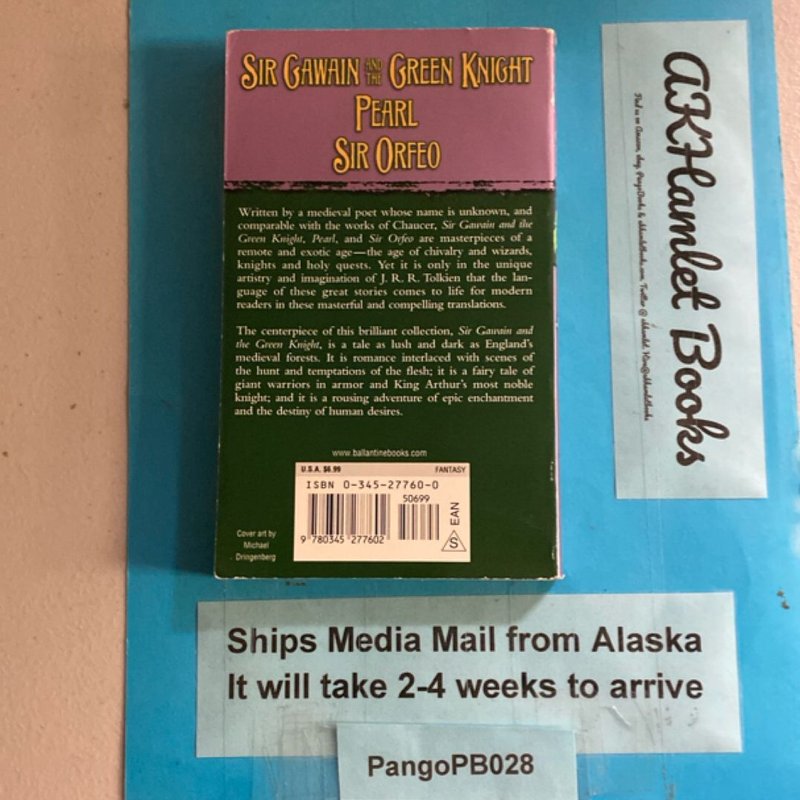 SIR GAWAIN AND THE GREEN KNIGHT
PEARL
SIR ORFEO
Written by a medieval poet whose name is unknown, and
comparable with the works of Chaucer, Sir Gawain and the
Green Knight, Pearl, and Sir Orfeo are masterpieces of a
remote and exotic age—the age of chivalry and wizards,
knights and holy quests. Yet it is only in the unique
artistry and imagination of J. R. R. Tolkien that the lan-
guage of these great stories comes to life for modern
readers in these masterful and compelling translations.
The centerpiece of this brilliant collection, Sir Gawain and
the Green Knight, is a tale as lush and dark as England's
medieval forests. It is romance interlaced with scenes of
the hunt and temptations of the flesh; it is a fairy tale of
giant warriors in armor and King Arthur's most noble
knight; and it is a rousing adventure of epic enchantment
and the destiny of human desires.
www.ballantinebooks.com
U.S.A. $6.99 FANTASY
ISBN 0-345-27760-0
50699
9 780345 277602
EAN
S
Cover art by
Michael
Dringenberg
AKHamlet Books
Find us on Amazon, ebay, PangoBooks &
Ships Media Mail from Alaska
It will take 2-4 weeks to arrive
PangoPB028